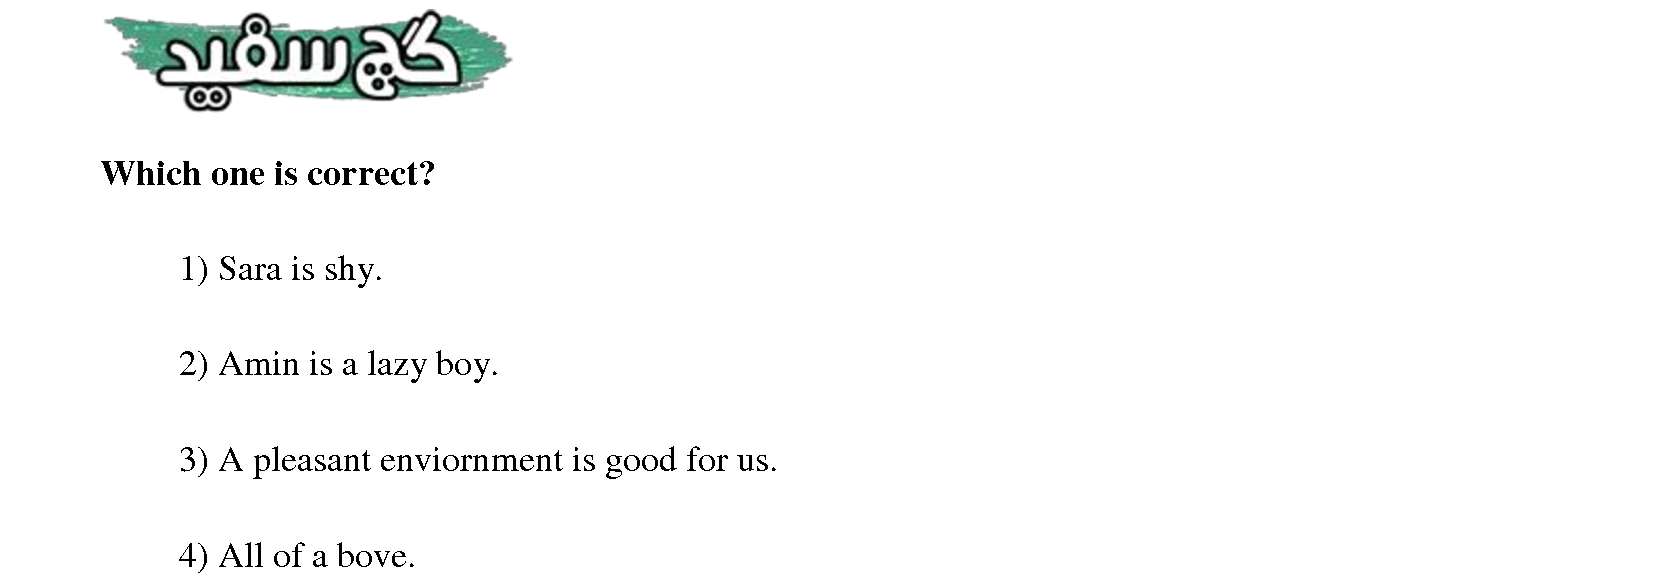 گچ سفید
Which one is correct?
1) Sara is shy.
2) Amin is a lazy boy.
3) A pleasant enviornment is good for us.
4) All of a bove.